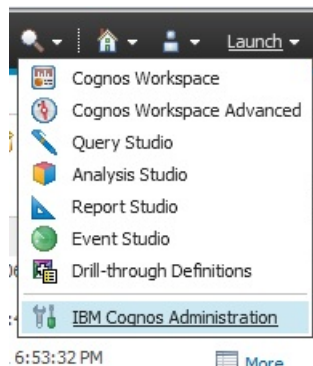 Launch
Cognos Workspace
Cognos Workspace Advanced
Query Studio
Analysis Studio
Report Studio
Event Studio
Drill-through Definitions
IBM Cognos Administration
6:53:32 PM
More